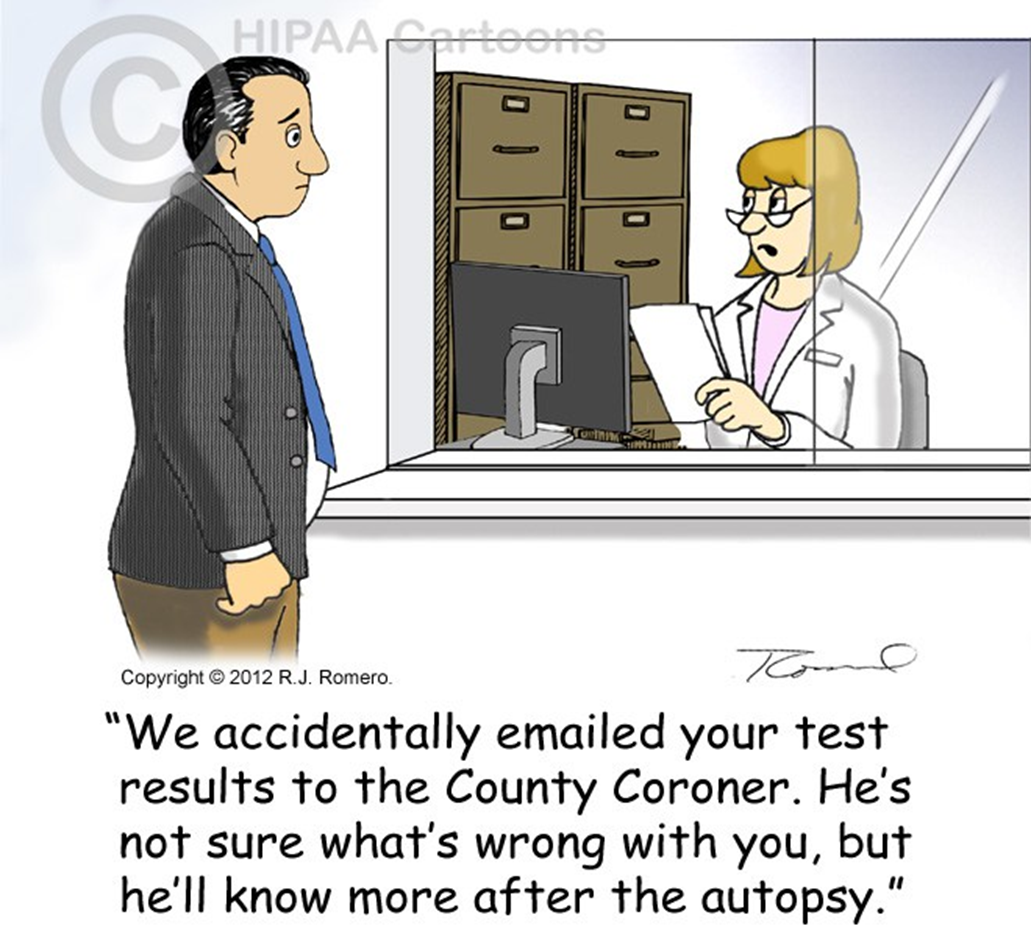 © HIPAA Cartoons
Copyright © 2012 R.J. Romero.
Romero
“We accidentally emailed your test
results to the County Coroner. He’s
not sure what’s wrong with you, but
he’ll know more after the autopsy.”